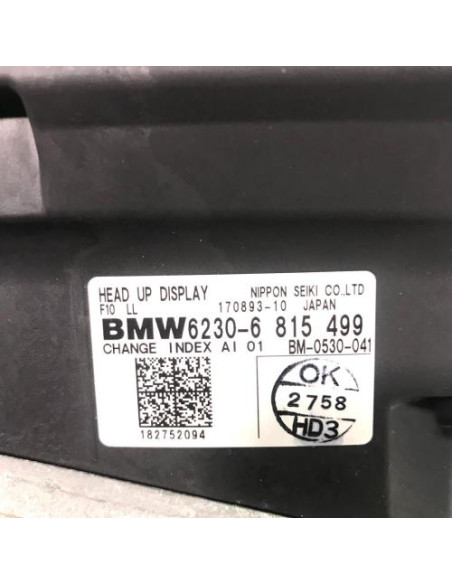 HEAD UP DISPLAY NIPPON SEIKI CO.,LTD
F10 LL 170893-10 JAPAN
BMW6230-6 815 499
CHANGE INDEX AI 01 BM-0530-041
OK
2758
HD3
182752094